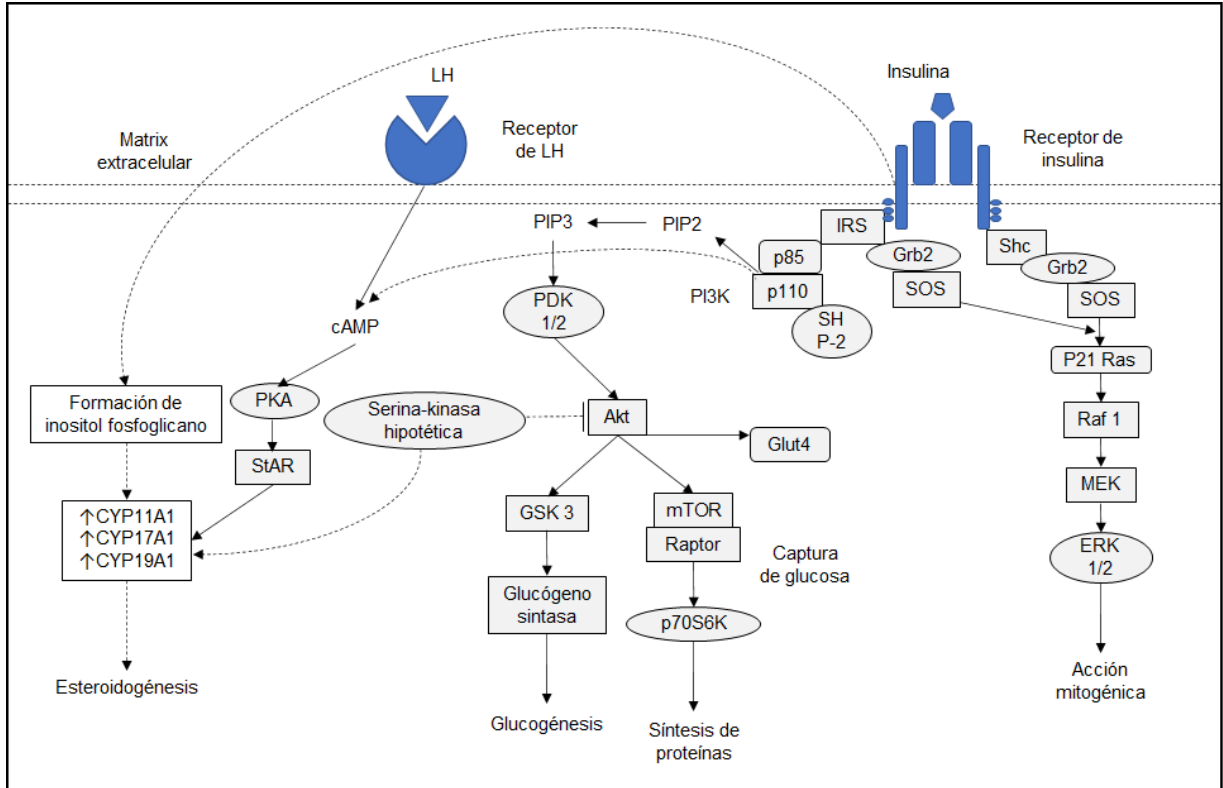 LH
Insulina
Matrix
extracelular
Receptor
de LH
Receptor de
insulina
PIP3
PIP2
IRS
Shc
p85
Grb2
Grb2
PI3K
p110
SOS
SOS
PDK
1/2
SH
P-2
cAMP
P21 Ras
Formación de
inositol fosfoglicano
PKA
Serina-kinasa
hipotética
Akt
Raf 1
Glut4
StAR
MEK
↑CYP11A1
↑CYP17A1
↑CYP19A1
GSK 3
mTOR
Raptor
Captura
de glucosa
ERK
1/2
Glucógeno
sintasa
p70S6K
Esteroidogénesis
Acción
mitogénica
Glucogénesis
Síntesis de
proteínas